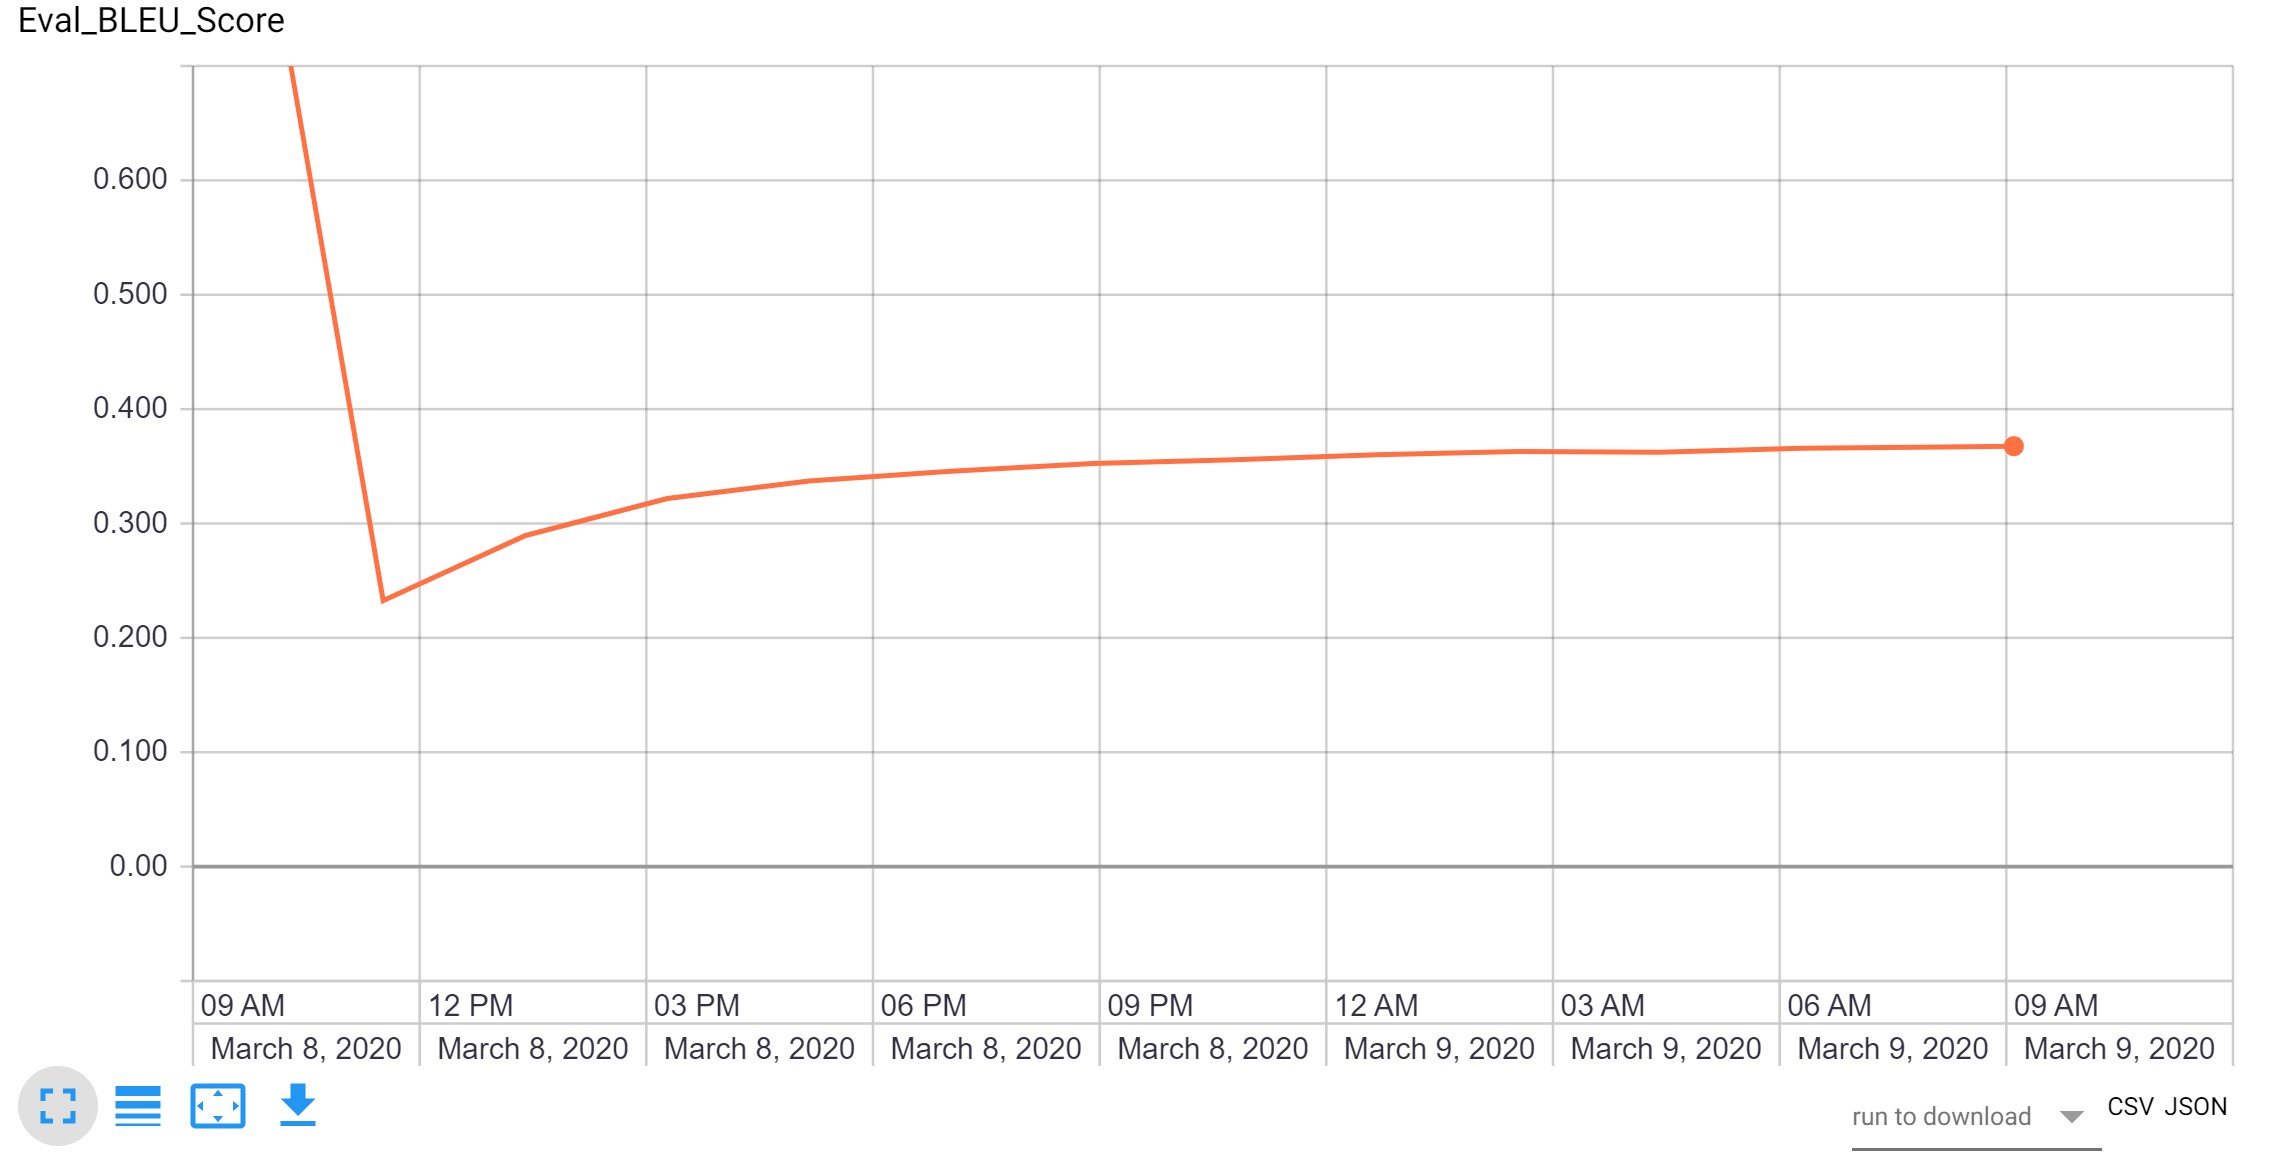 Eval_BLEU_Score
0.600
0.500
0.400
0.300
0.200
0.100
0.00
09 AM 12 PM 03 PM 06 PM 09 PM 12 AM 03 AM 06 AM 09 AM
March 8, 2020 March 8, 2020 March 8, 2020 March 8, 2020 March 8, 2020 March 9, 2020 March 9, 2020 March 9, 2020 March 9, 2020
run to download CSV JSON